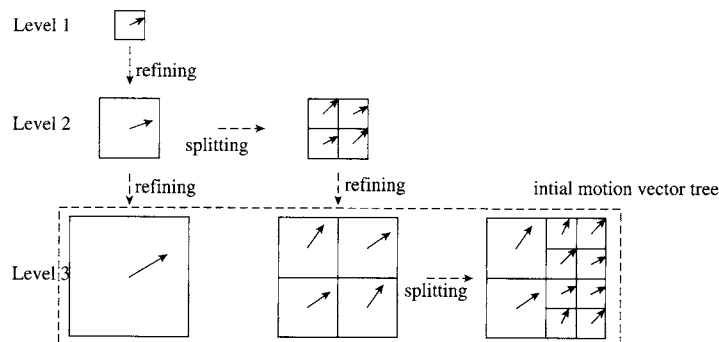 Level 1
refining
Level 2
splitting
refining
refining
intial motion vector tree
Level 3
splitting